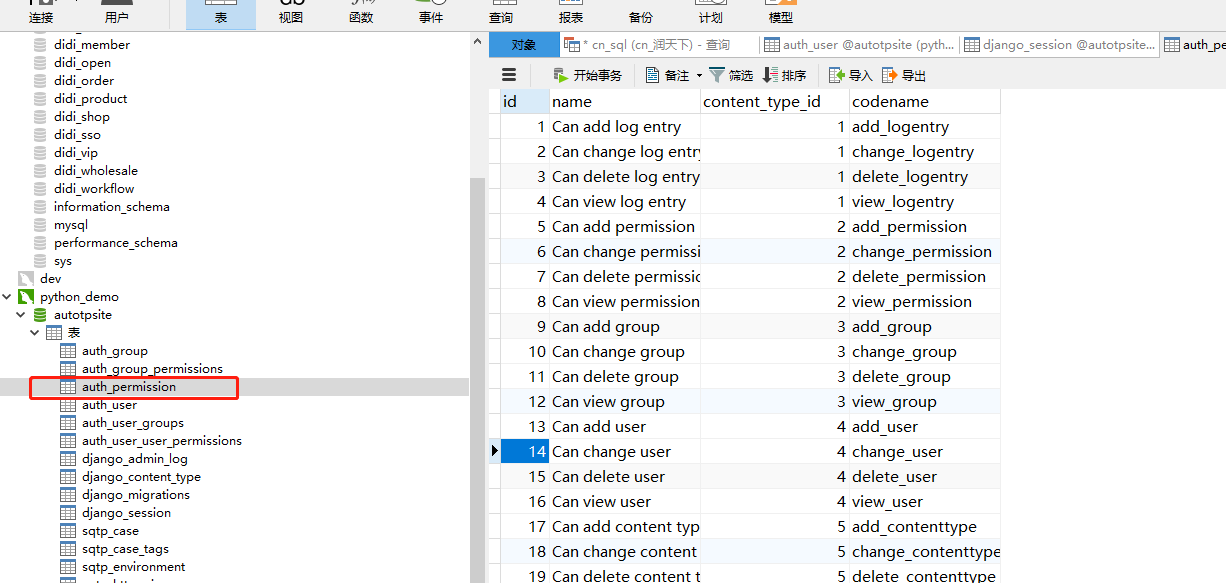 连接 用户 表 视图 函数 事件 查询 报表 备份 计划 模型
didi_member
didi_open
didi_order
didi_product
didi_shop
didi_sso
didi_vip
didi_wholesale
didi_workflow
information_schema
mysql
performance_schema
sys
dev
python_demo
autotpsite
表
auth_group
auth_group_permissions
auth_permission
auth_user
auth_user_groups
auth_user_user_permissions
django_admin_log
django_content_type
django_migrations
django_session
sqtp_case
sqtp_case_tags
sqtp_environment
对象 * cn_sql (cn_润天下) - 查询 auth_user @autotpsite (pyth... django_session @autotpsite... auth_pe
开始事务 备注 筛选 排序 导入 导出
id name content_type_id codename
1 Can add log entry 1 add_logentry
2 Can change log entry 1 change_logentry
3 Can delete log entry 1 delete_logentry
4 Can view log entry 1 view_logentry
5 Can add permission 2 add_permission
6 Can change permissi 2 change_permission
7 Can delete permissio 2 delete_permission
8 Can view permission 2 view_permission
9 Can add group 3 add_group
10 Can change group 3 change_group
11 Can delete group 3 delete_group
12 Can view group 3 view_group
13 Can add user 4 add_user
14 Can change user 4 change_user
15 Can delete user 4 delete_user
16 Can view user 4 view_user
17 Can add content typ 5 add_contenttype
18 Can change content 5 change_contenttype
19 Can delete content t 5 delete_contenttype